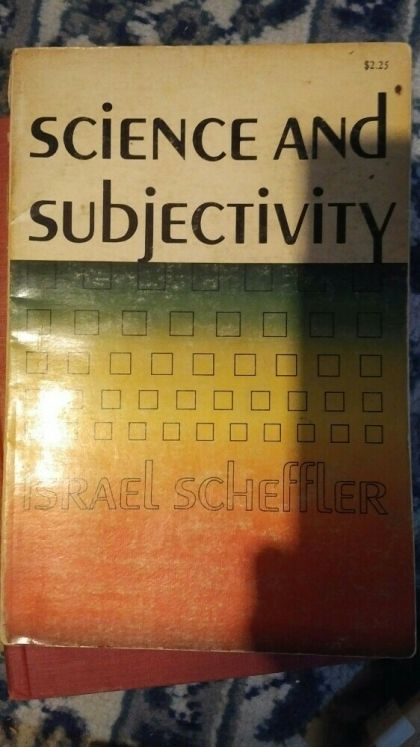 $2.25
SCiENCE ANd
SubjECTiViTY
ISRAEl SchefflER